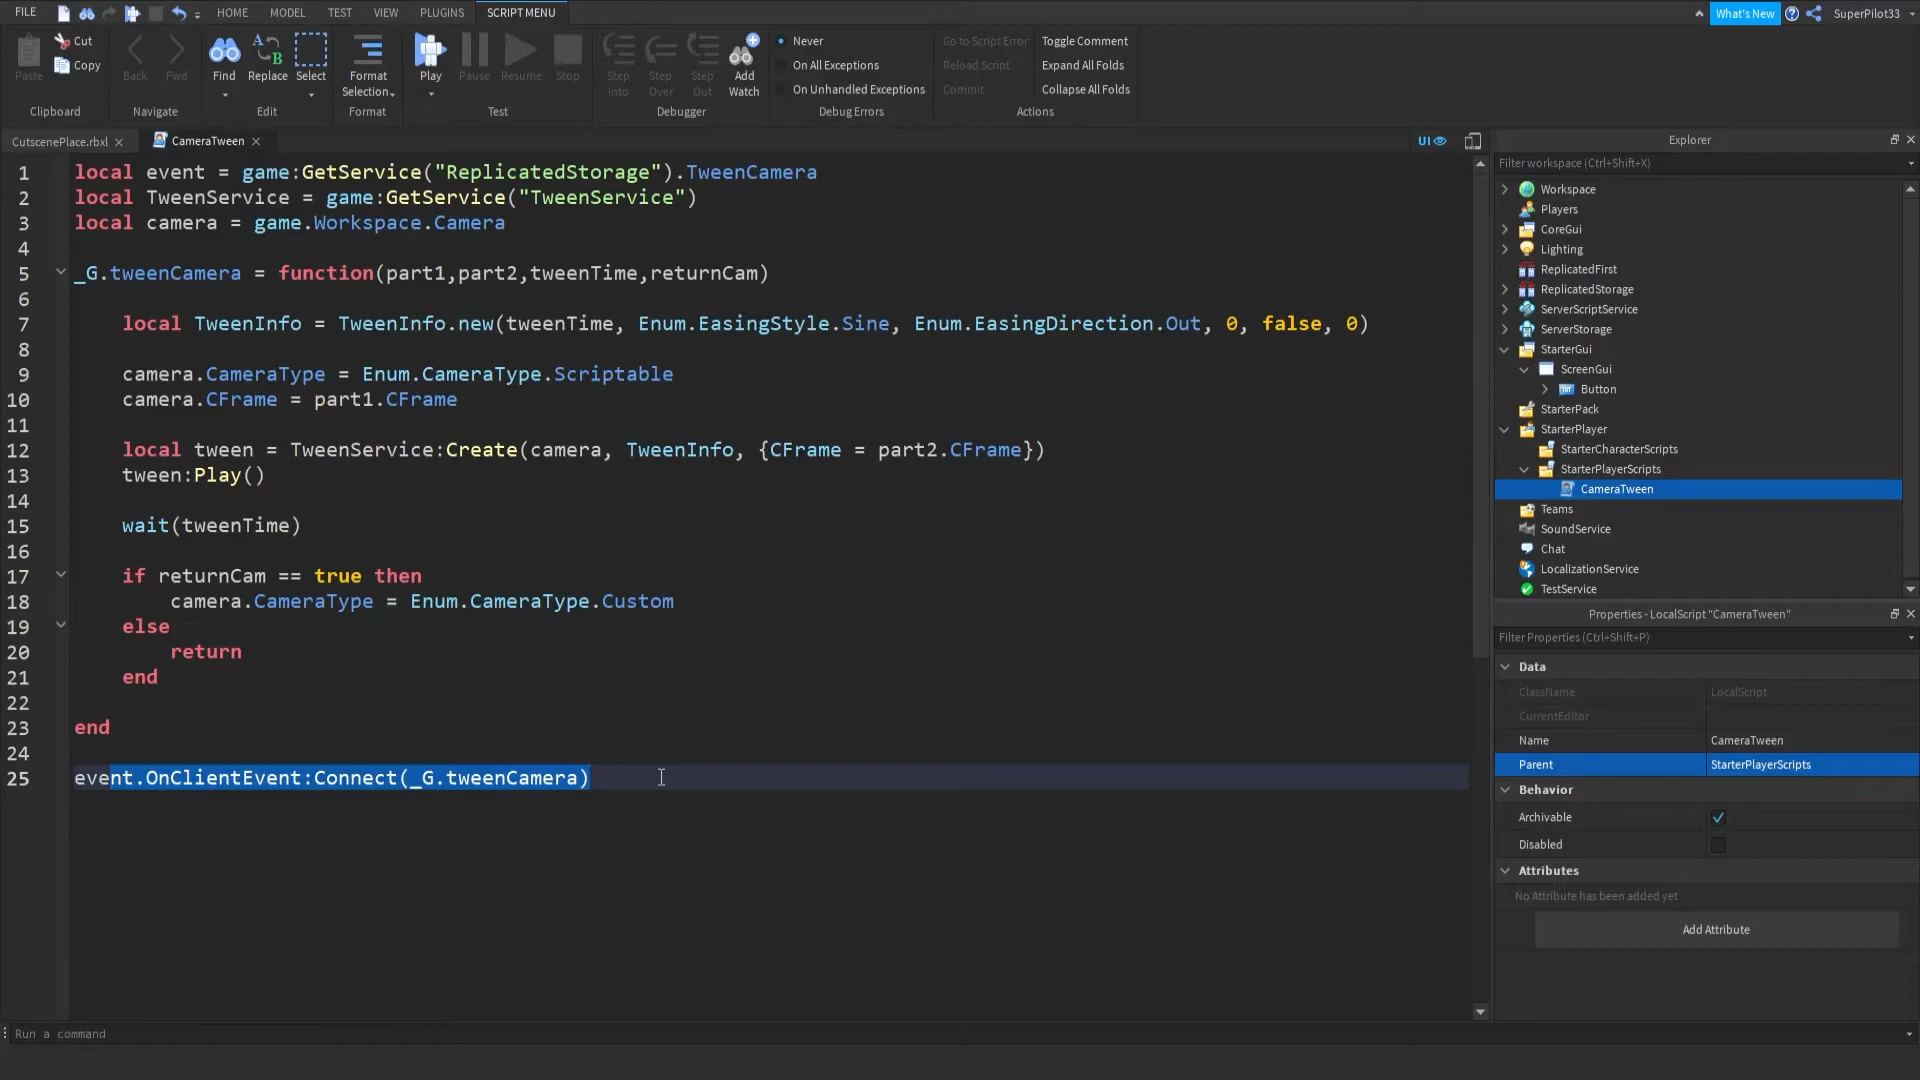 FILE HOME MODEL TEST VIEW PLUGINS SCRIPT MENU What's New SuperPilot33
Paste Cut Copy Back Fwd Find Replace Select Format Selection Play Pause Resume Stop Step Into Step Over Step Out Add Watch
Never
On All Exceptions
On Unhandled Exceptions
Go to Script Error
Reload Script
Commit
Toggle Comment
Expand All Folds
Collapse All Folds
Clipboard Navigate Edit Format Test Debugger Debug Errors Actions
CutscenePlace.rbxl CameraTween UI
1 local event = game:GetService("ReplicatedStorage").TweenCamera
2 local TweenService = game:GetService("TweenService")
3 local camera = game.Workspace.Camera
4
5 _G.tweenCamera = function(part1,part2,tweenTime,returnCam)
6
7 local TweenInfo = TweenInfo.new(tweenTime, Enum.EasingStyle.Sine, Enum.EasingDirection.Out, 0, false, 0)
8
9 camera.CameraType = Enum.CameraType.Scriptable
10 camera.CFrame = part1.CFrame
11
12 local tween = TweenService:Create(camera, TweenInfo, {CFrame = part2.CFrame})
13 tween:Play()
14
15 wait(tweenTime)
16
17 if returnCam == true then
18 camera.CameraType = Enum.CameraType.Custom
19 else
20 return
21 end
22
23 end
24
25 event.OnClientEvent:Connect(_G.tweenCamera)
Explorer
Filter workspace (Ctrl+Shift+X)
Workspace
Players
CoreGui
Lighting
ReplicatedFirst
ReplicatedStorage
ServerScriptService
ServerStorage
StarterGui
ScreenGui
Button
StarterPack
StarterPlayer
StarterCharacterScripts
StarterPlayerScripts
CameraTween
Teams
SoundService
Chat
LocalizationService
TestService
Properties - LocalScript "CameraTween"
Filter Properties (Ctrl+Shift+P)
Data
ClassName LocalScript
CurrentEditor
Name CameraTween
Parent StarterPlayerScripts
Behavior
Archivable
Disabled
Attributes
No Attribute has been added yet
Add Attribute
Run a command